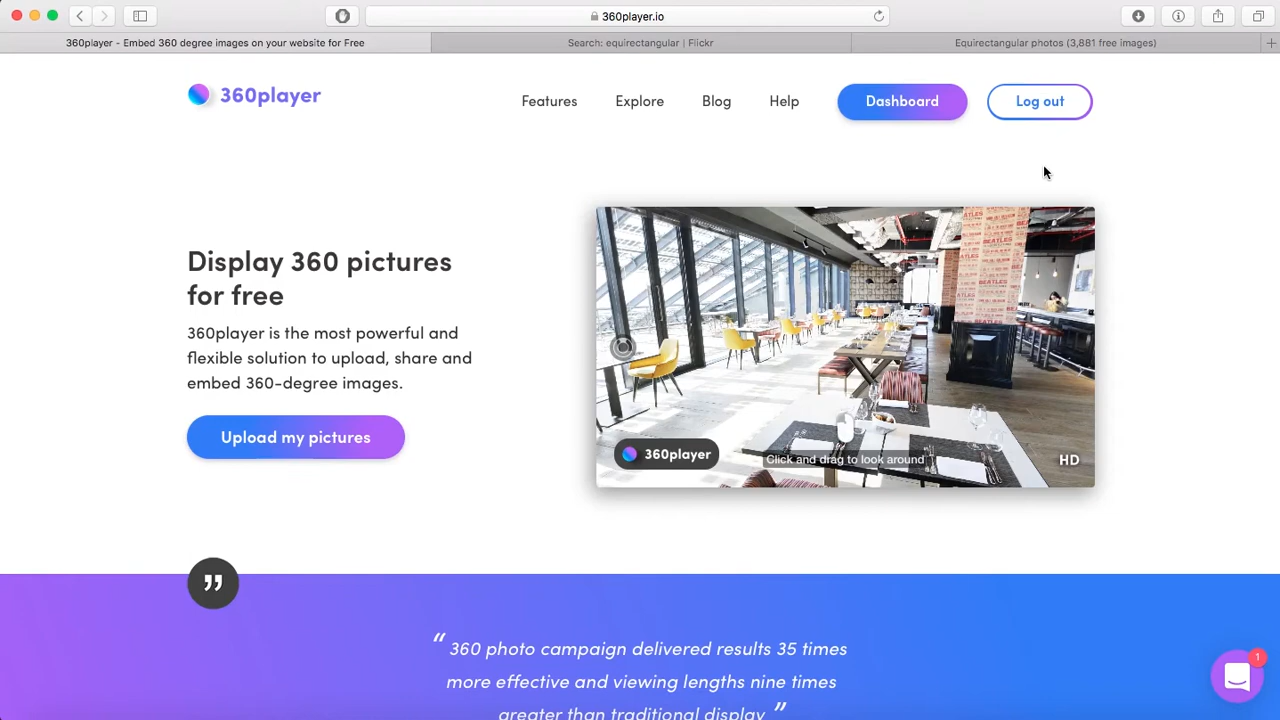 360player.io
360player - Embed 360 degree images on your website for Free
Search: equirectangular | Flickr
Equirectangular photos (3,881 free images)
360player
Features
Explore
Blog
Help
Dashboard
Log out
Display 360 pictures
for free
360player is the most powerful and
flexible solution to upload, share and
embed 360-degree images.
Upload my pictures
BEATLES
360player
Click and drag to look around
HD
”
“ 360 photo campaign delivered results 35 times
more effective and viewing lengths nine times
greater than traditional display ”
1